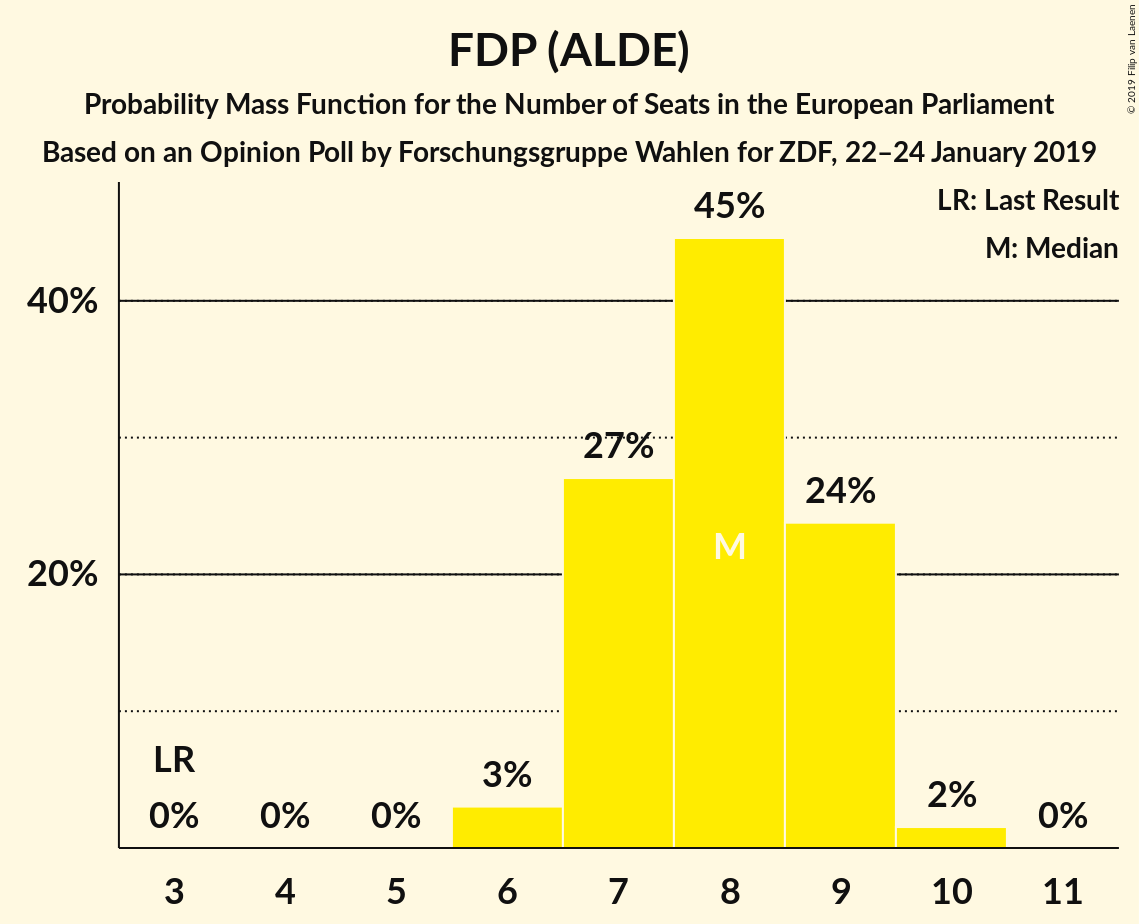 FDP (ALDE)
Probability Mass Function for the Number of Seats in the European Parliament
Based on an Opinion Poll by Forschungsgruppe Wahlen for ZDF, 22–24 January 2019
© 2019 Filip van Laenen
LR: Last Result
M: Median
45%
40%
27%
24%
M
20%
LR
3%
2%
0% 0% 0% 0%
3 4 5 6 7 8 9 10 11